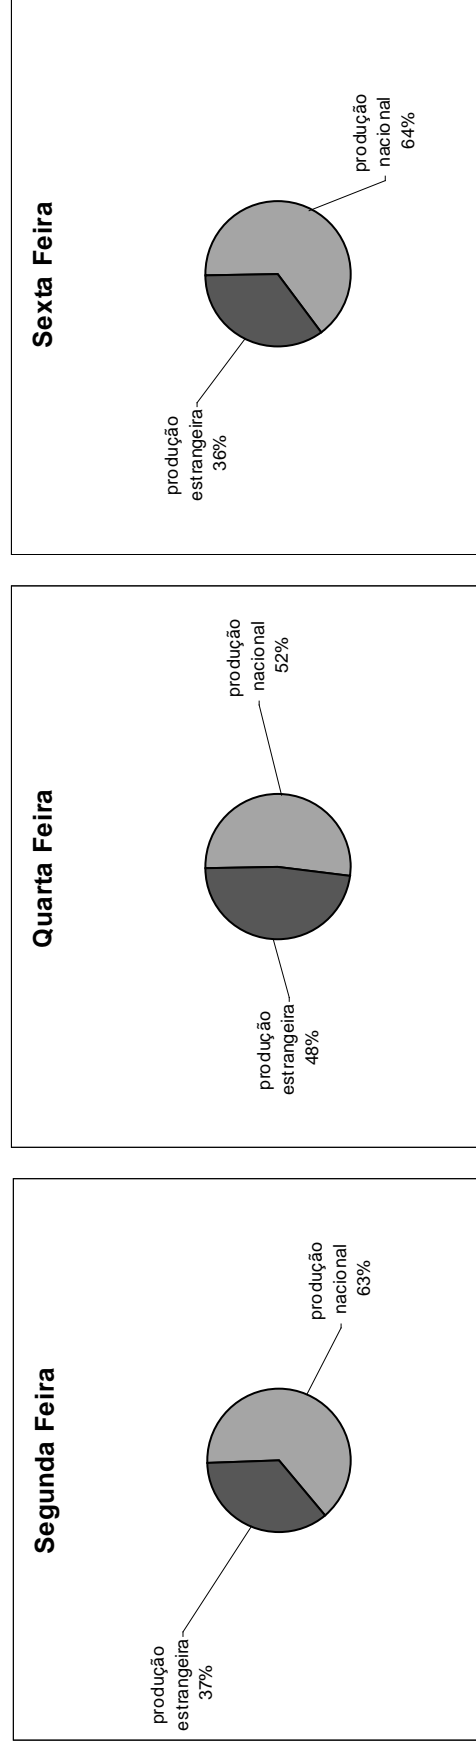 Segunda Feira
produção
estrangeira
37%
produção
nacional
63%
Quarta Feira
produção
estrangeira
48%
produção
nacional
52%
Sexta Feira
produção
estrangeira
36%
produção
nacional
64%